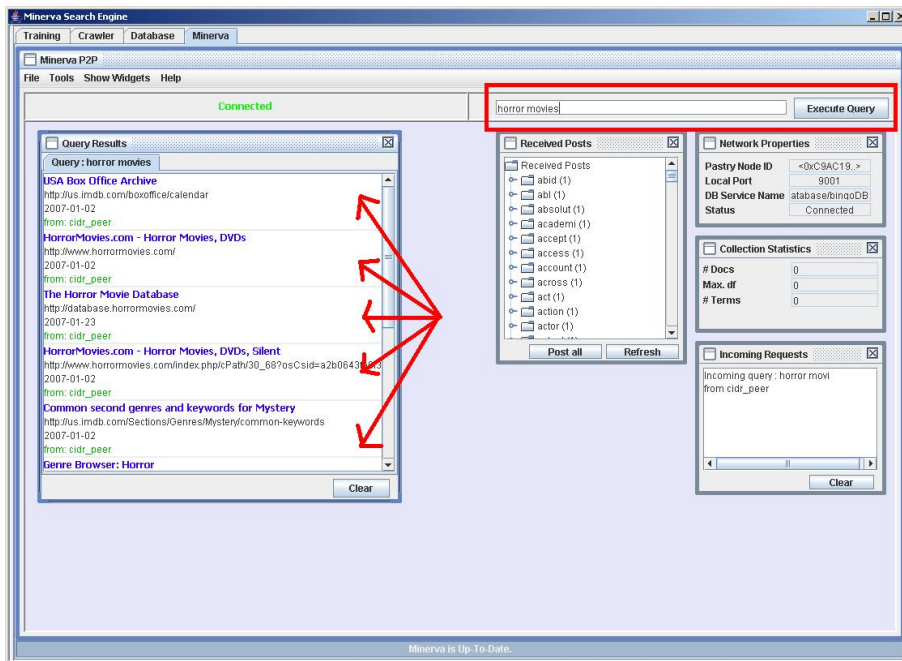 Minerva Search Engine
Training Crawler Database Minerva
Minerva P2P
File Tools Show Widgets Help
Connected
horror movies
Execute Query
Query Results
Query : horror movies
USA Box Office Archive
http://us.imdb.com/boxoffice/calendar
2007-01-02
from: cidr_peer
HorrorMovies.com - Horror Movies, DVDs
http://www.horrormovies.com/
2007-01-02
from: cidr_peer
The Horror Movie Database
http://database.horrormovies.com/
2007-01-23
from: cidr_peer
HorrorMovies.com - Horror Movies, DVDs, Silent
2007-01-02
from: cidr_peer
Common second genres and keywords for Mystery
http://us.imdb.com/Sections/Genres/Mystery/common-keywords
2007-01-02
from: cidr_peer
Genre Browser: Horror
Clear
Received Posts
Received Posts
abid (1)
abl (1)
absolut (1)
academi (1)
accept (1)
access (1)
account (1)
across (1)
act (1)
action (1)
actor (1)
Post all Refresh
Network Properties
Pastry Node ID <0xC9AC19..>
Local Port 9001
DB Service Name atabase/bingoDB
Status Connected
Collection Statistics
# Docs 0
Max. df 0
# Terms 0
Incoming Requests
Incoming query : horror movi
from cidr_peer
Clear
Minerva is Up-To-Date.